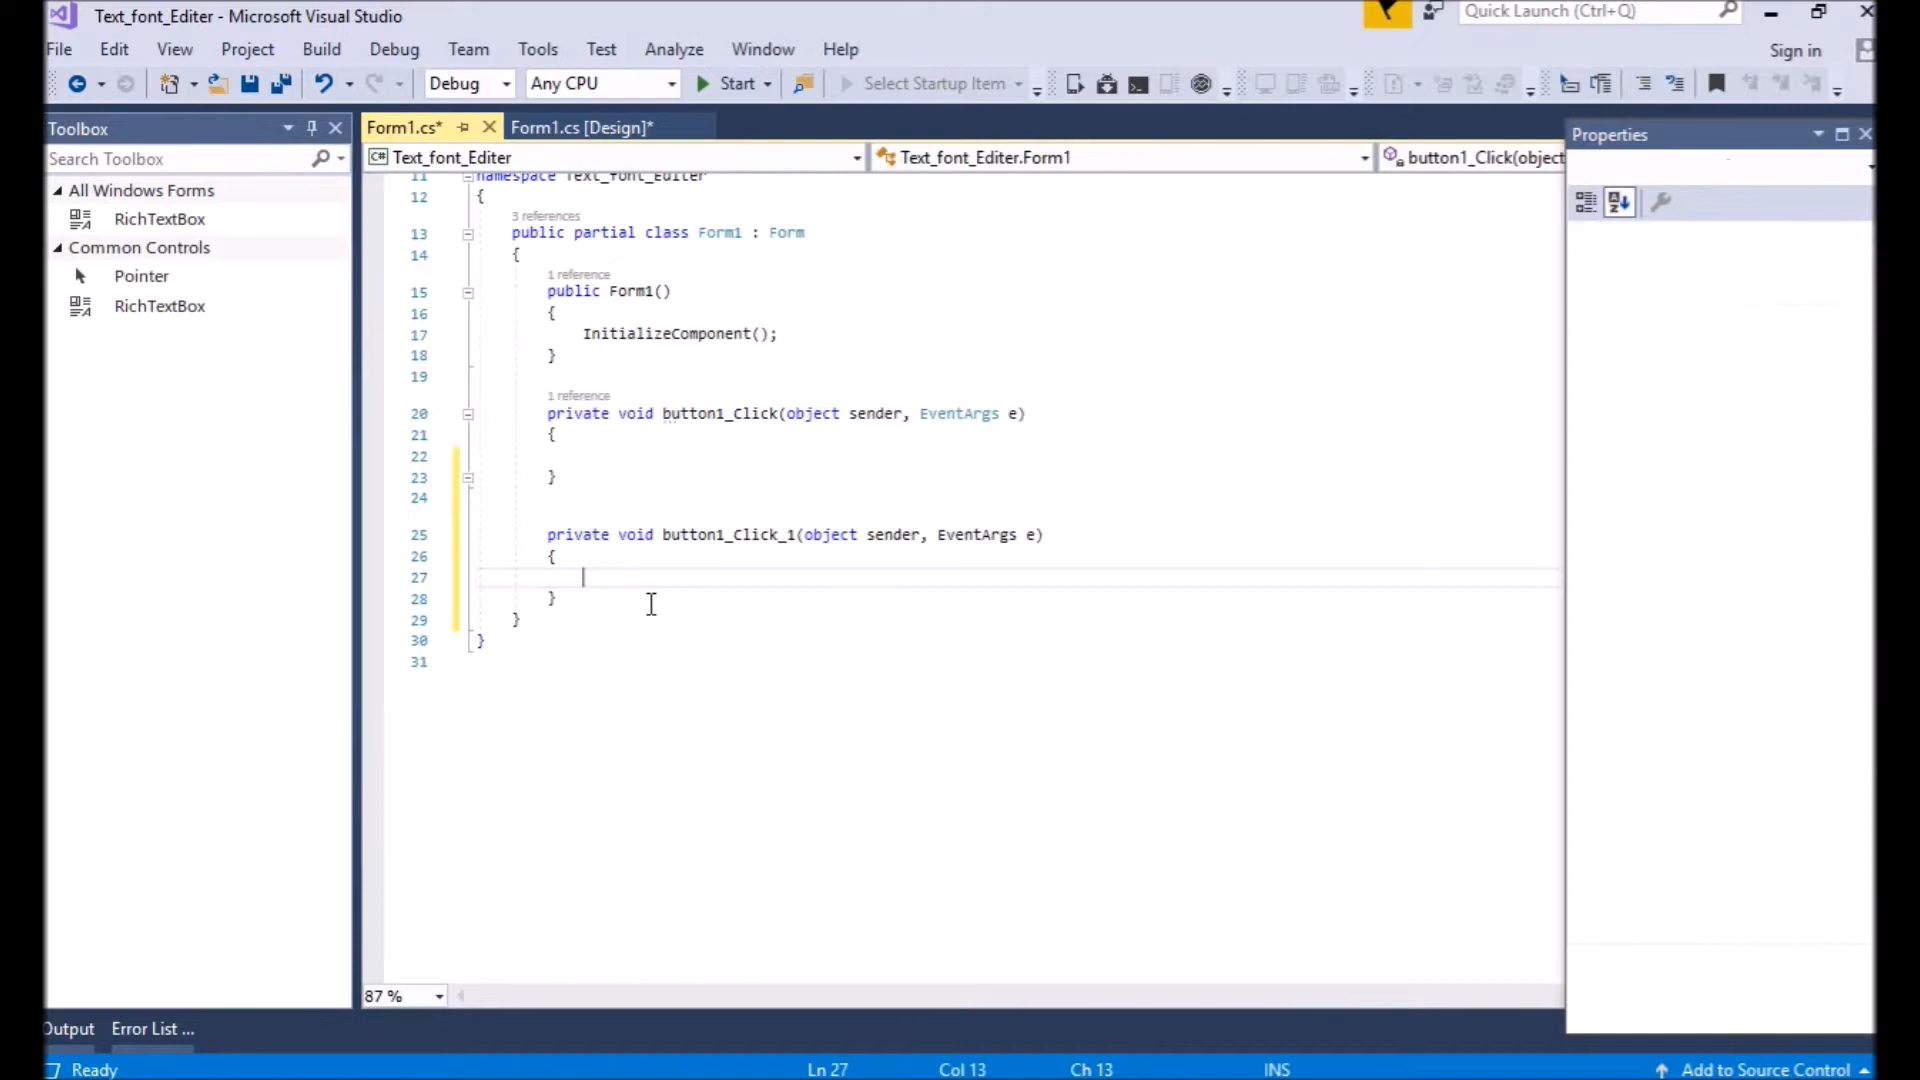 Text_font_Editer - Microsoft Visual Studio
Quick Launch (Ctrl+Q)
File Edit View Project Build Debug Team Tools Test Analyze Window Help
Sign in
Debug Any CPU Start Select Startup Item
Toolbox
Search Toolbox
All Windows Forms
RichTextBox
Common Controls
Pointer
RichTextBox
Form1.cs* Form1.cs [Design]*
C# Text_font_Editer Text_font_Editer.Form1 button1_Click(object
11 namespace Text_font_Editer
12 {
3 references
13 public partial class Form1 : Form
14 {
1 reference
15 public Form1()
16 {
17 InitializeComponent();
18 }
19
1 reference
20 private void button1_Click(object sender, EventArgs e)
21 {
22
23 }
24
25 private void button1_Click_1(object sender, EventArgs e)
26 {
27
28 }
29 }
30 }
31
87 %
Properties
Output Error List ...
Ready Ln 27 Col 13 Ch 13 INS Add to Source Control